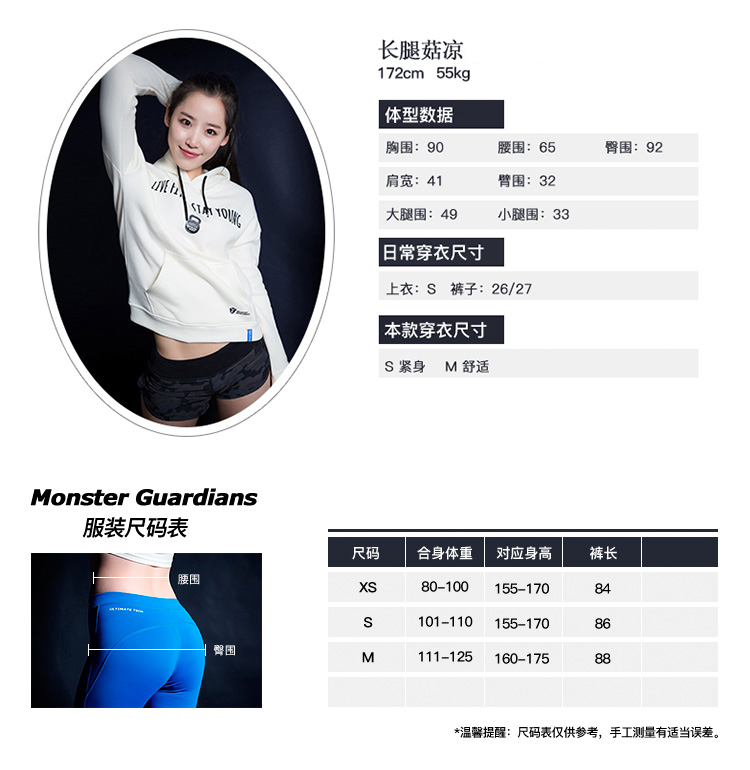 长腿菇凉
172cm 55kg
体型数据
胸围：90 腰围：65 臀围：92
肩宽：41 臂围：32
大腿围：49 小腿围：33
日常穿衣尺寸
上衣：S 裤子：26/27
本款穿衣尺寸
S 紧身 M 舒适
STAY YOUNG
Monster Guardians
服装尺码表
腰围
ULTIMATE TECH
臀围
尺码 合身体重 对应身高 裤长
XS 80-100 155-170 84
S 101-110 155-170 86
M 111-125 160-175 88
*温馨提醒：尺码表仅供参考，手工测量有适当误差。